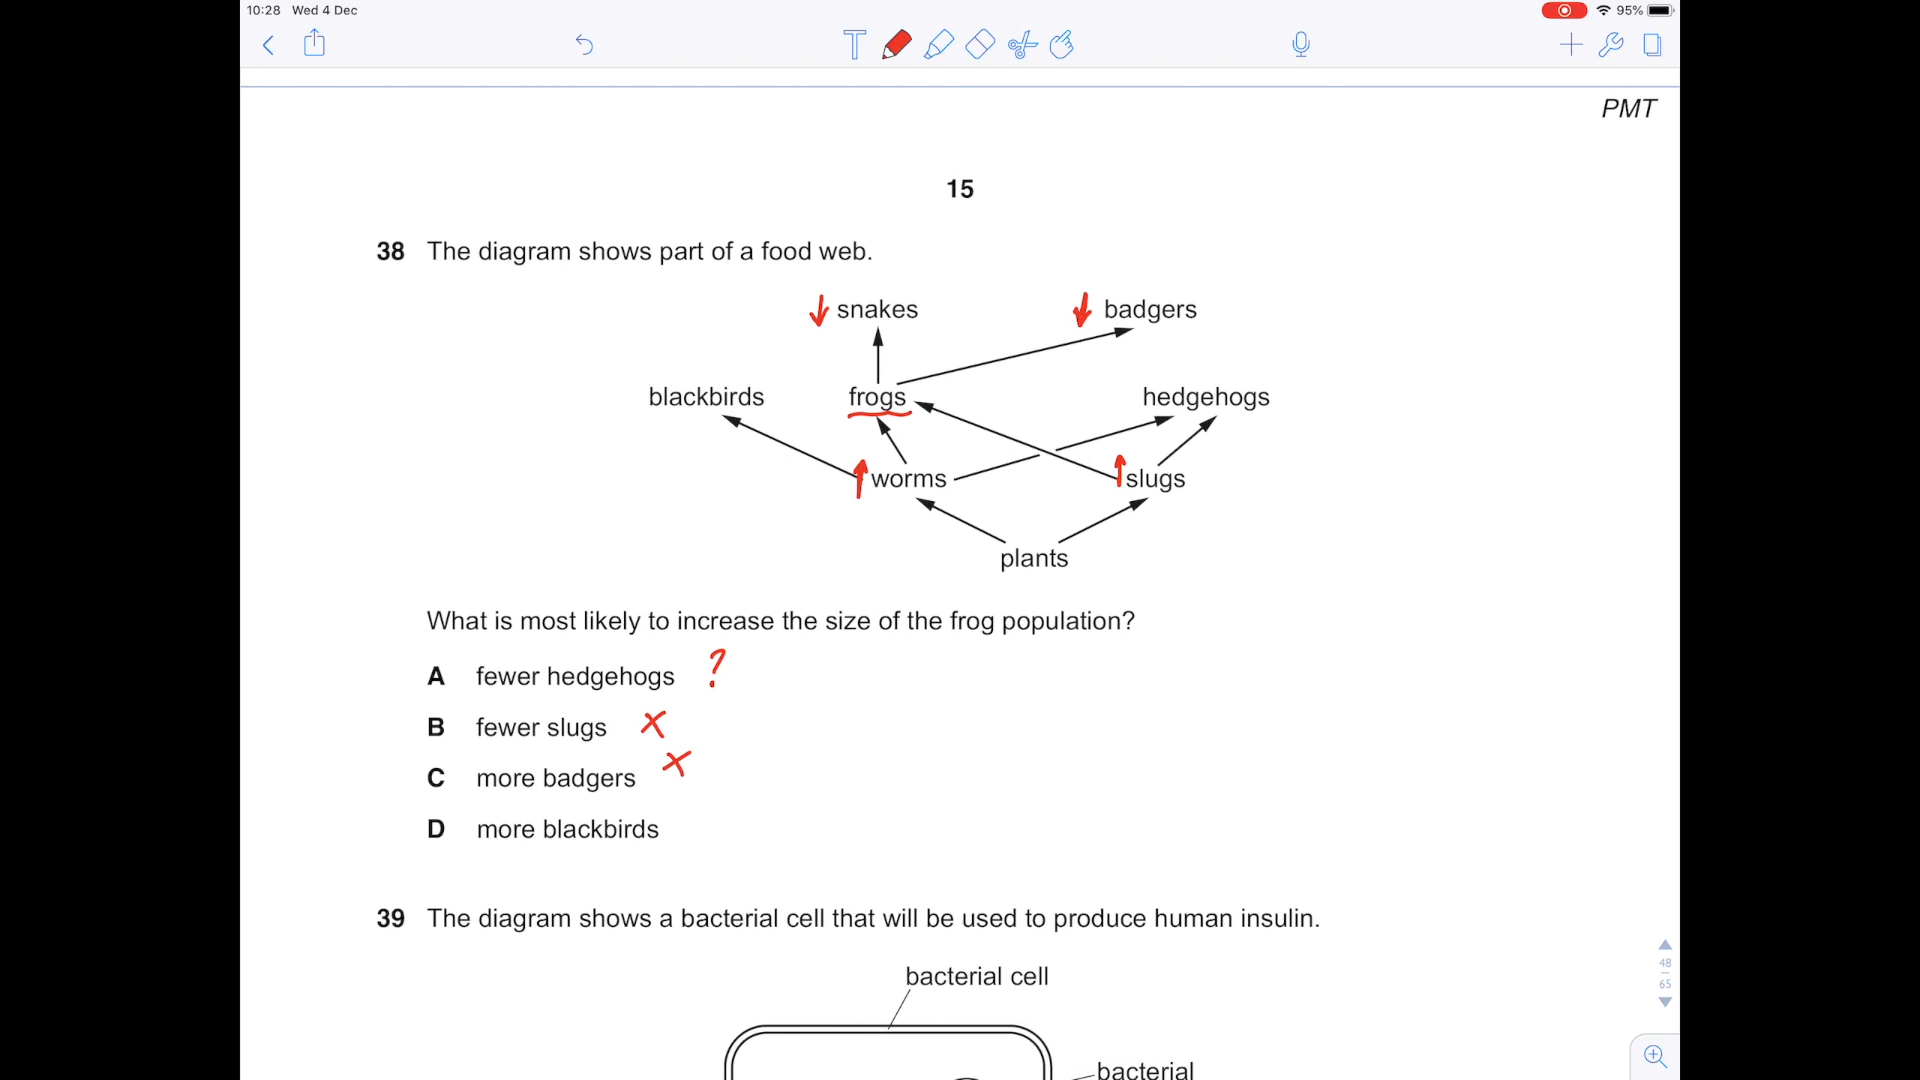 10:28 Wed 4 Dec
95%
T
PMT
15
38 The diagram shows part of a food web.
snakes badgers
blackbirds frogs hedgehogs
worms slugs
plants
What is most likely to increase the size of the frog population?
A fewer hedgehogs ?
B fewer slugs x
C more badgers x
D more blackbirds
39 The diagram shows a bacterial cell that will be used to produce human insulin.
bacterial cell
48
65
bacterial